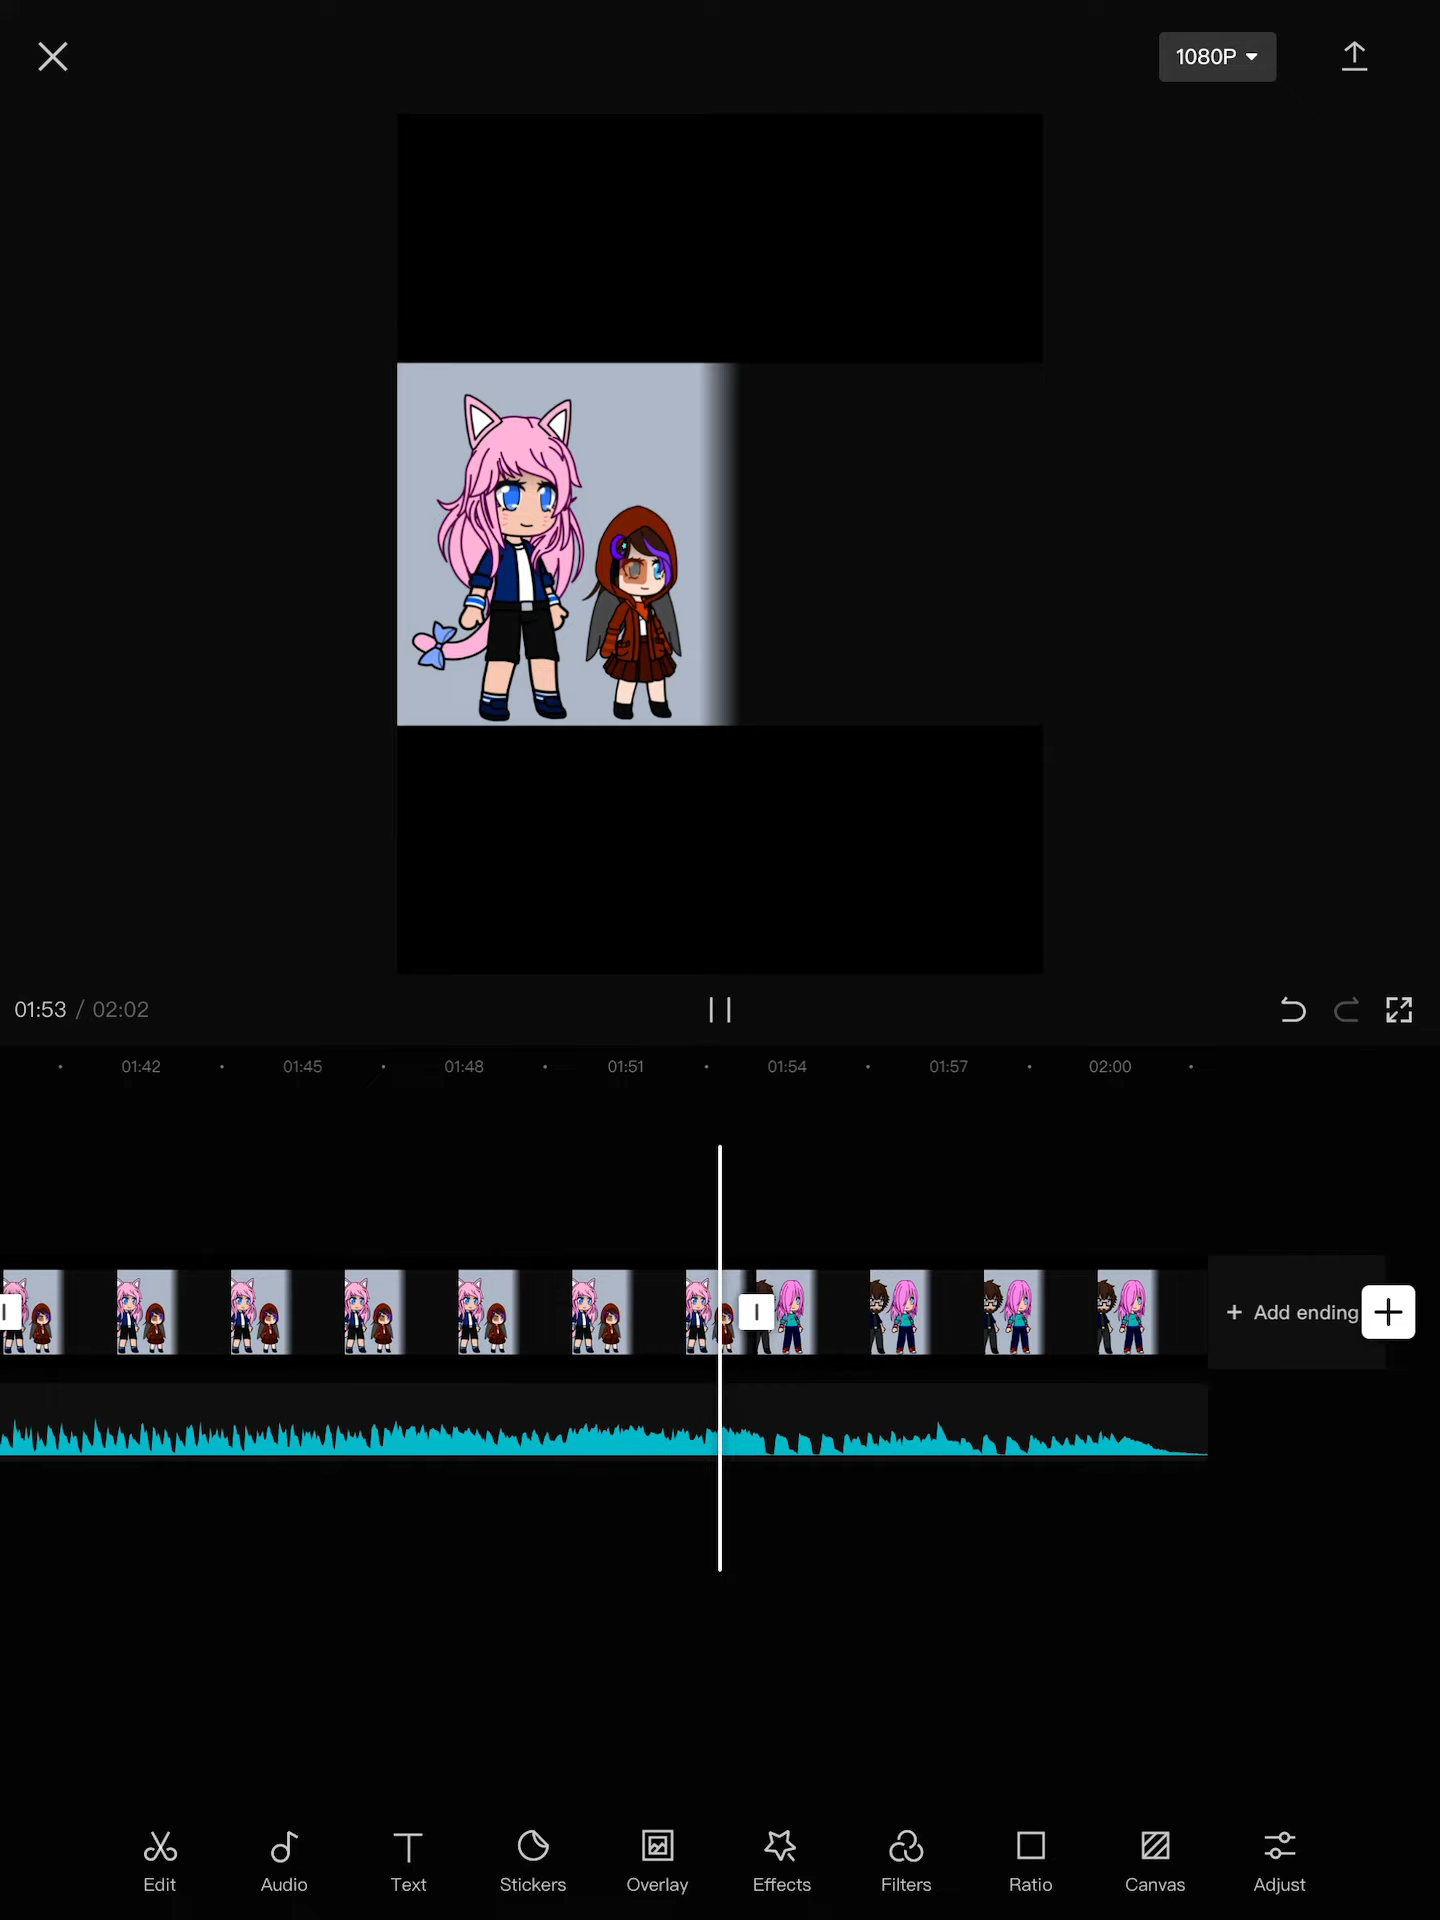 1080P
01:53 / 02:02
01:42 01:45 01:48 01:51 01:54 01:57 02:00
+ Add ending
Edit Audio Text Stickers Overlay Effects Filters Ratio Canvas Adjust